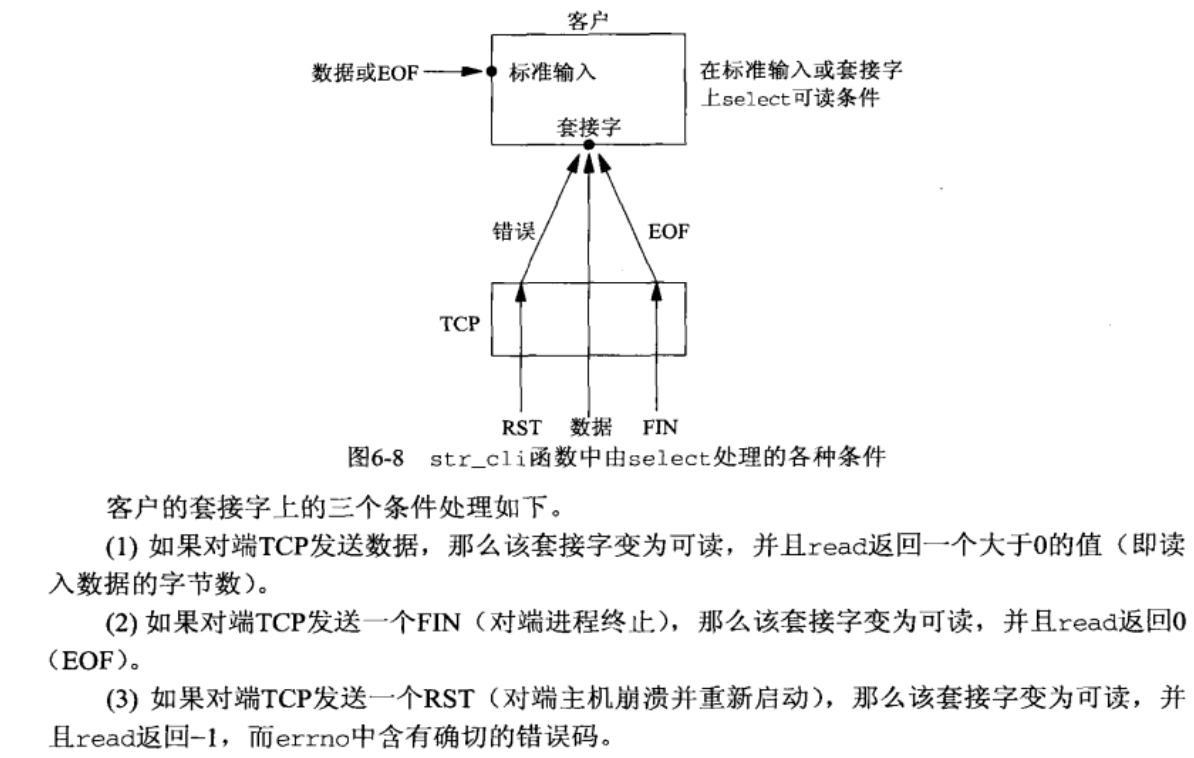 客户
数据或EOF
标准输入
在标准输入或套接字
上select可读条件
套接字
错误
EOF
TCP
RST 数据 FIN
图6-8 str_cli函数中由select处理的各种条件
客户的套接字上的三个条件处理如下。
(1) 如果对端TCP发送数据，那么该套接字变为可读，并且read返回一个大于0的值（即读
入数据的字节数）。
(2) 如果对端TCP发送一个FIN（对端进程终止），那么该套接字变为可读，并且read返回0
（EOF）。
(3) 如果对端TCP发送一个RST（对端主机崩溃并重新启动），那么该套接字变为可读，并
且read返回-1，而errno中含有确切的错误码。